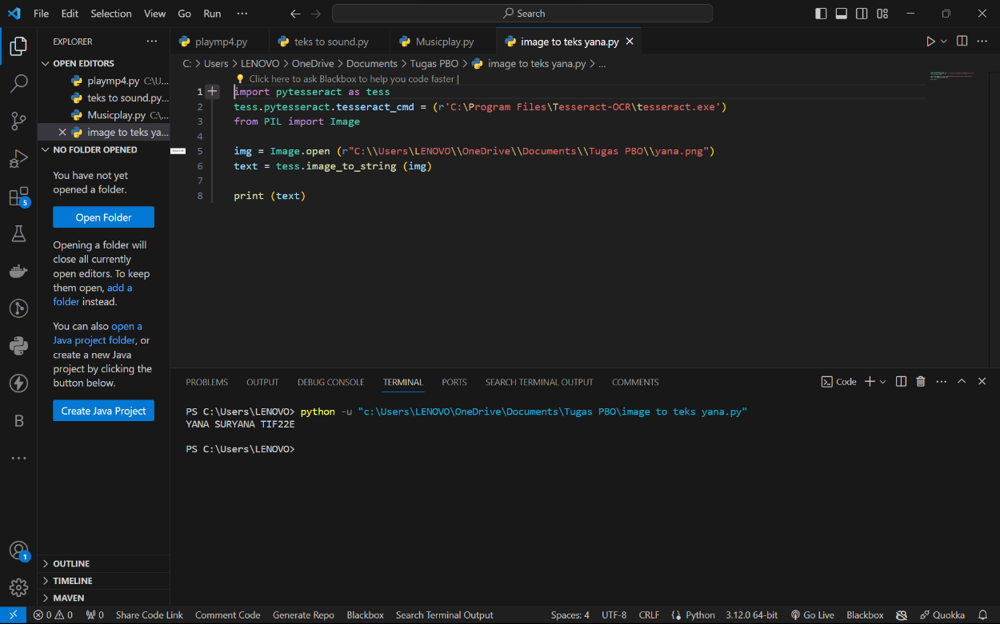 File Edit Selection View Go Run ···
Search
EXPLORER ···
OPEN EDITORS
playmp4.py C:\U...
teks to sound.py...
Musicplay.py C:\...
image to teks ya...
NO FOLDER OPENED
You have not yet
opened a folder.
Open Folder
Opening a folder will
close all currently
open editors. To keep
them open, add a
folder instead.
You can also open a
Java project folder, or
create a new Java
project by clicking the
button below.
Create Java Project
OUTLINE
TIMELINE
MAVEN
5
B
1
playmp4.py teks to sound.py Musicplay.py image to teks yana.py
C: > Users > LENOVO > OneDrive > Documents > Tugas PBO > image to teks yana.py > ...
Click here to ask Blackbox to help you code faster |
1 import pytesseract as tess
2 tess.pytesseract.tesseract_cmd = (r'C:\Program Files\Tesseract-OCR\tesseract.exe')
3 from PIL import Image
4
5 img = Image.open (r"C:\\Users\LENOVO\\OneDrive\\Documents\\Tugas PBO\\yana.png")
6 text = tess.image_to_string (img)
7
8 print (text)
PROBLEMS OUTPUT DEBUG CONSOLE TERMINAL PORTS SEARCH TERMINAL OUTPUT COMMENTS Code
PS C:\Users\LENOVO> python -u "c:\Users\LENOVO\OneDrive\Documents\Tugas PBO\image to teks yana.py"
YANA SURYANA TIF22E
PS C:\Users\LENOVO>
0 0 0 Share Code Link Comment Code Generate Repo Blackbox Search Terminal Output Spaces: 4 UTF-8 CRLF Python 3.12.0 64-bit Go Live Blackbox Quokka